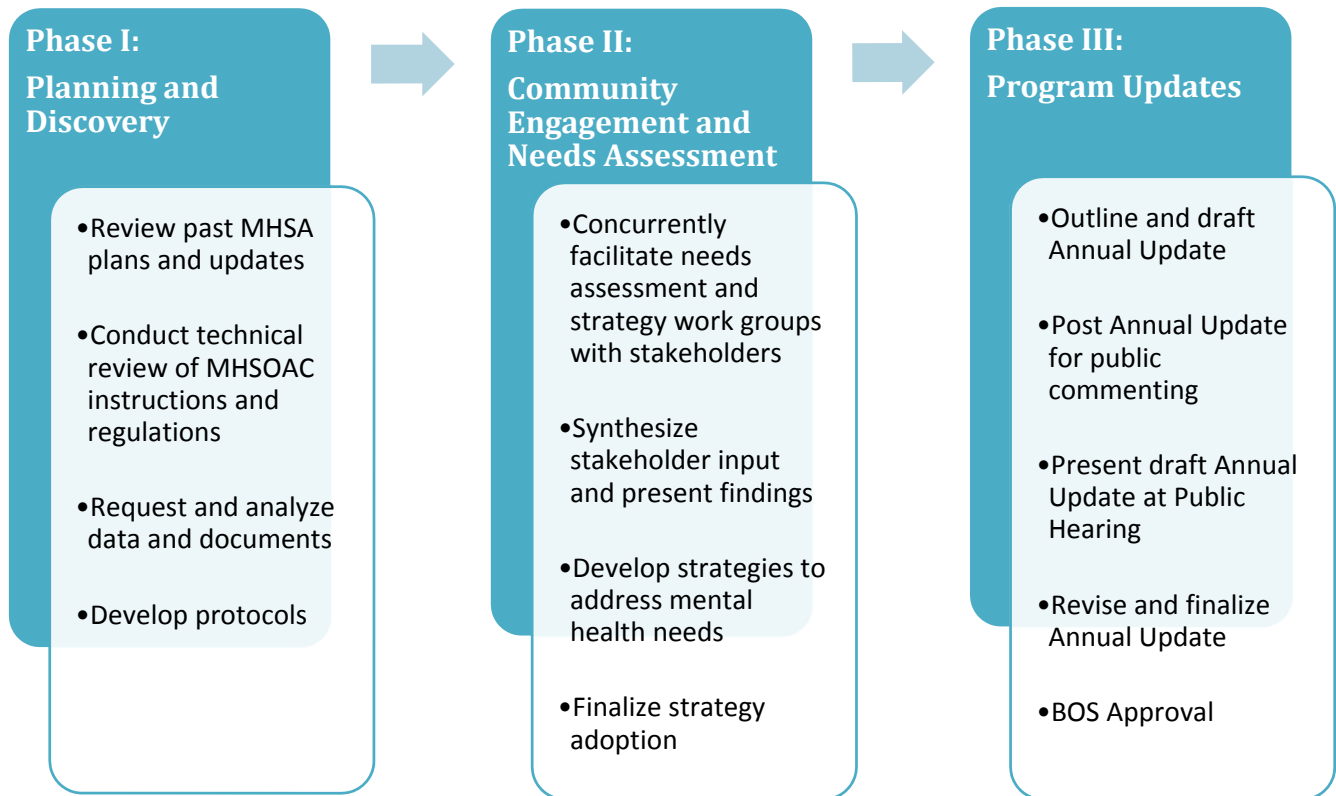 Phase I:
Planning and
Discovery
•Review past MHSA
plans and updates
•Conduct technical
review of MHSOAC
instructions and
regulations
•Request and analyze
data and documents
•Develop protocols
Phase II:
Community
Engagement and
Needs Assessment
•Concurrently
facilitate needs
assessment and
strategy work groups
with stakeholders
•Synthesize
stakeholder input
and present findings
•Develop strategies to
address mental
health needs
•Finalize strategy
adoption
Phase III:
Program Updates
•Outline and draft
Annual Update
•Post Annual Update
for public
commenting
•Present draft Annual
Update at Public
Hearing
•Revise and finalize
Annual Update
•BOS Approval